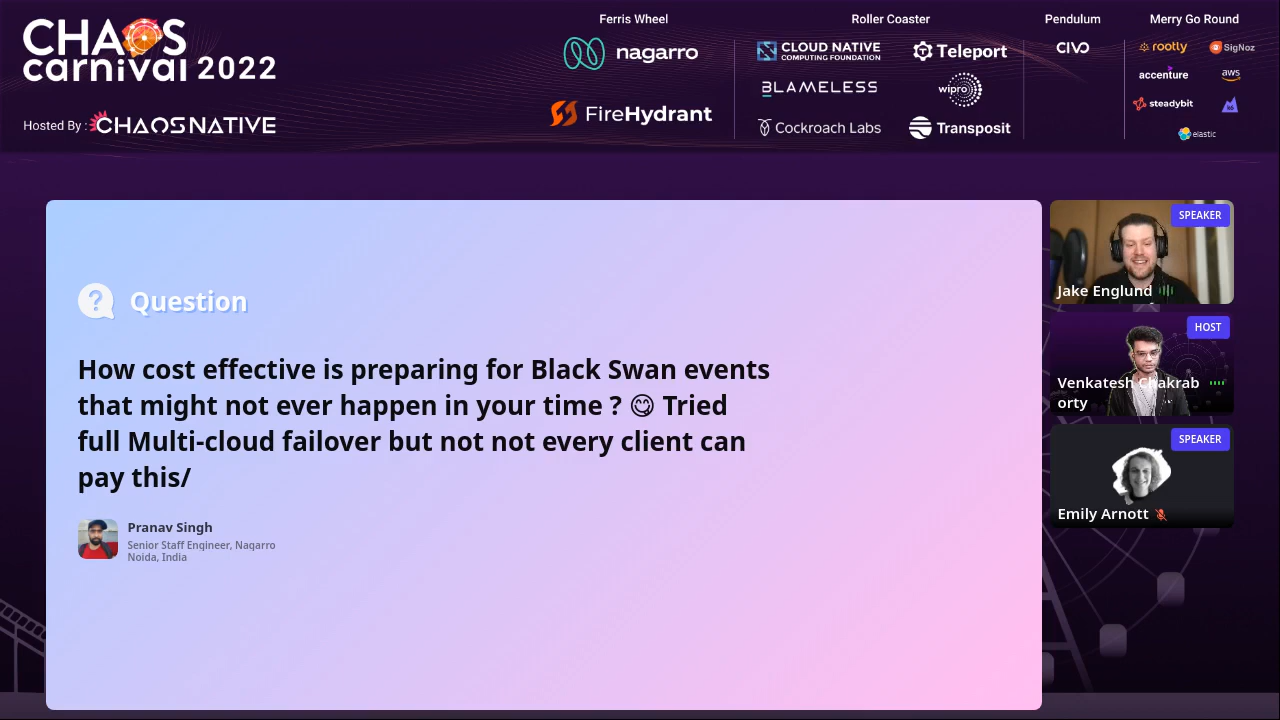 CHAOS
carnival 2022
Hosted By : CHAOSNATIVE
Ferris Wheel
nagarro
FireHydrant
Roller Coaster
CLOUD NATIVE
COMPUTING FOUNDATION
Teleport
BLAMELESS
wipro
Cockroach Labs
Transposit
Pendulum
CIVO
Merry Go Round
rootly
SigNoz
accenture
aws
steadybit
elastic
Question
How cost effective is preparing for Black Swan events
that might not ever happen in your time ? 😋 Tried
full Multi-cloud failover but not not every client can
pay this/
Pranav Singh
Senior Staff Engineer, Nagarro
Noida, India
SPEAKER
Jake Englund
HOST
Venkatesh Chakrab
orty
SPEAKER
Emily Arnott